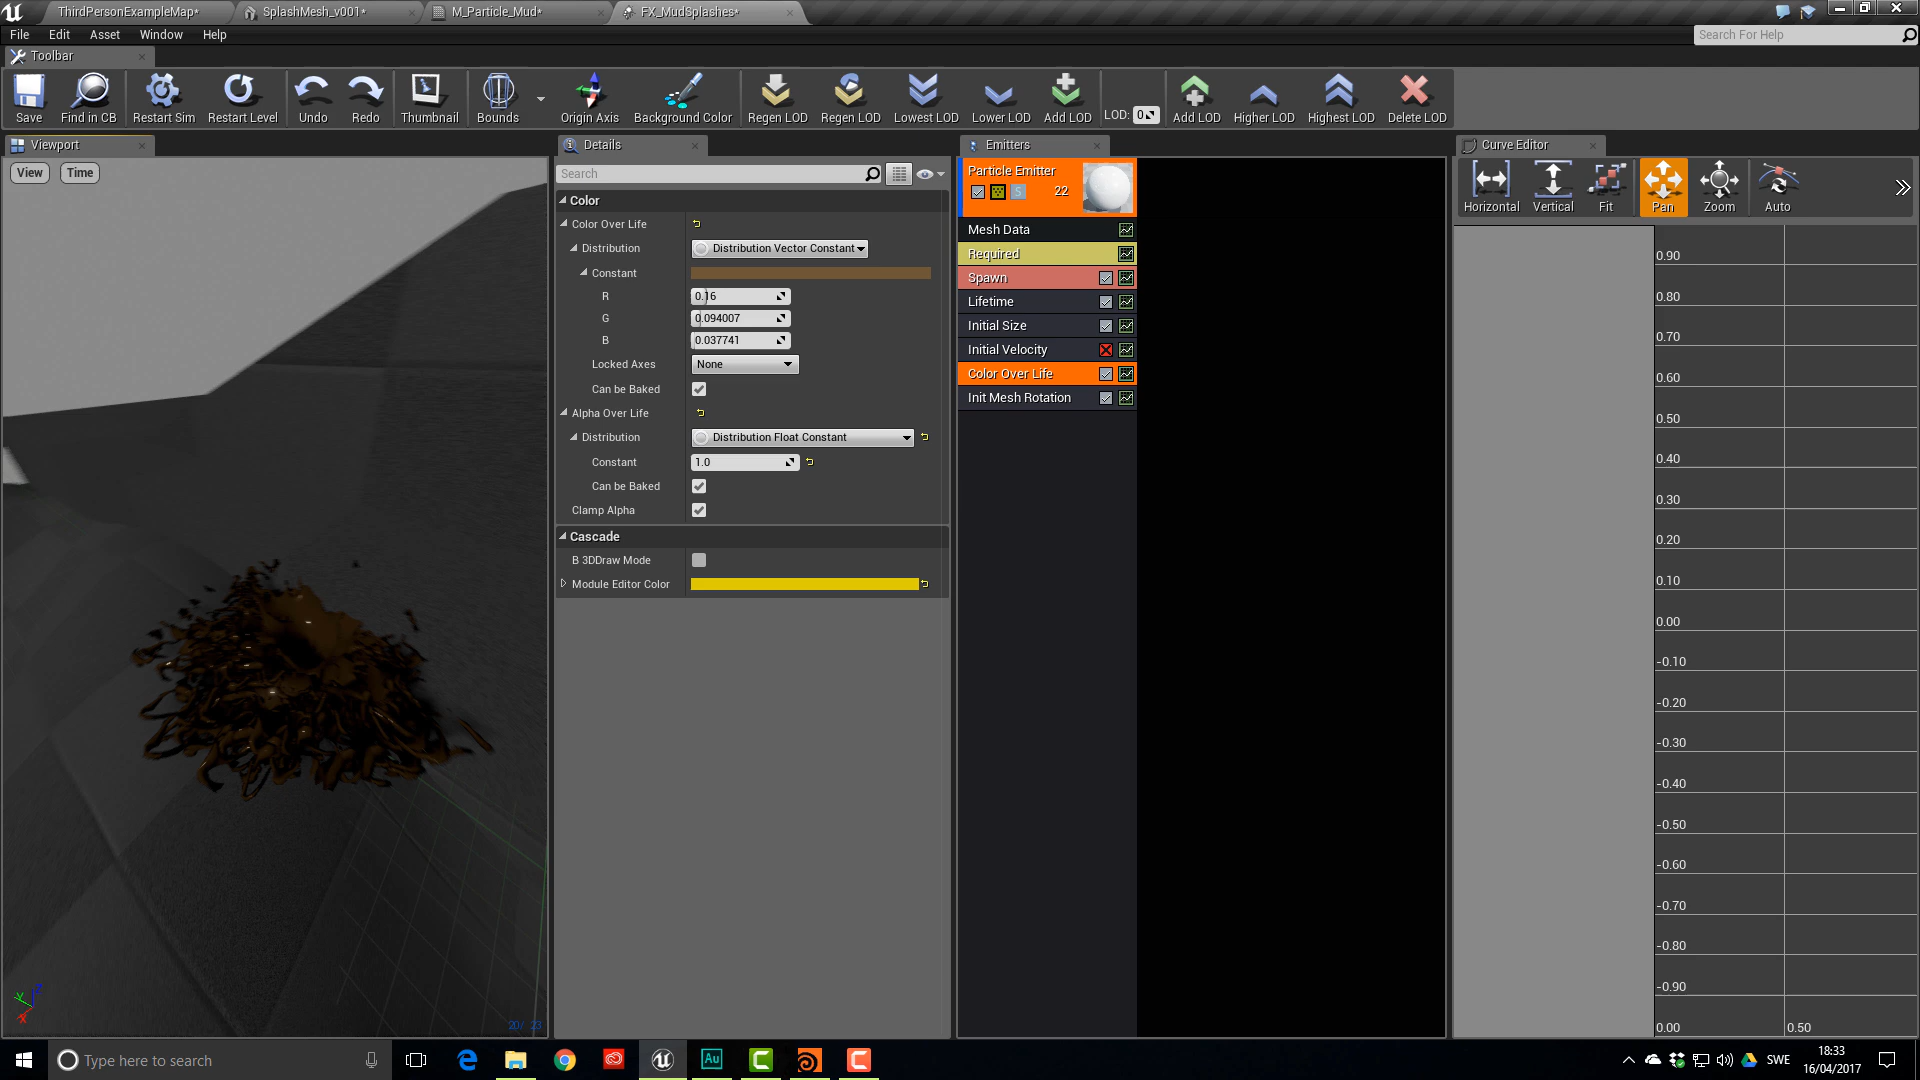 ThirdPersonExampleMap*
SplashMesh_v001*
M_Particle_Mud*
FX_MudSplashes*
File Edit Asset Window Help
Search For Help
Toolbar
Save
Find in CB
Restart Sim
Restart Level
Undo
Redo
Thumbnail
Bounds
Origin Axis
Background Color
Regen LOD
Regen LOD
Lowest LOD
Lower LOD
Add LOD
LOD: 0
Add LOD
Higher LOD
Highest LOD
Delete LOD
Viewport
View
Time
20/ 23
Z
Y
X
Details
Search
Color
Color Over Life
Distribution Distribution Vector Constant
Constant
R 0.16
G 0.094007
B 0.037741
Locked Axes None
Can be Baked
Alpha Over Life
Distribution Distribution Float Constant
Constant 1.0
Can be Baked
Clamp Alpha
Cascade
B 3DDraw Mode
Module Editor Color
Emitters
Particle Emitter
S 22
Mesh Data
Required
Spawn
Lifetime
Initial Size
Initial Velocity
Color Over Life
Init Mesh Rotation
Curve Editor
Horizontal
Vertical
Fit
Pan
Zoom
Auto
0.90
0.80
0.70
0.60
0.50
0.40
0.30
0.20
0.10
0.00
-0.10
-0.20
-0.30
-0.40
-0.50
-0.60
-0.70
-0.80
-0.90
0.00 0.50
Type here to search
Au
SWE
18:33
16/04/2017